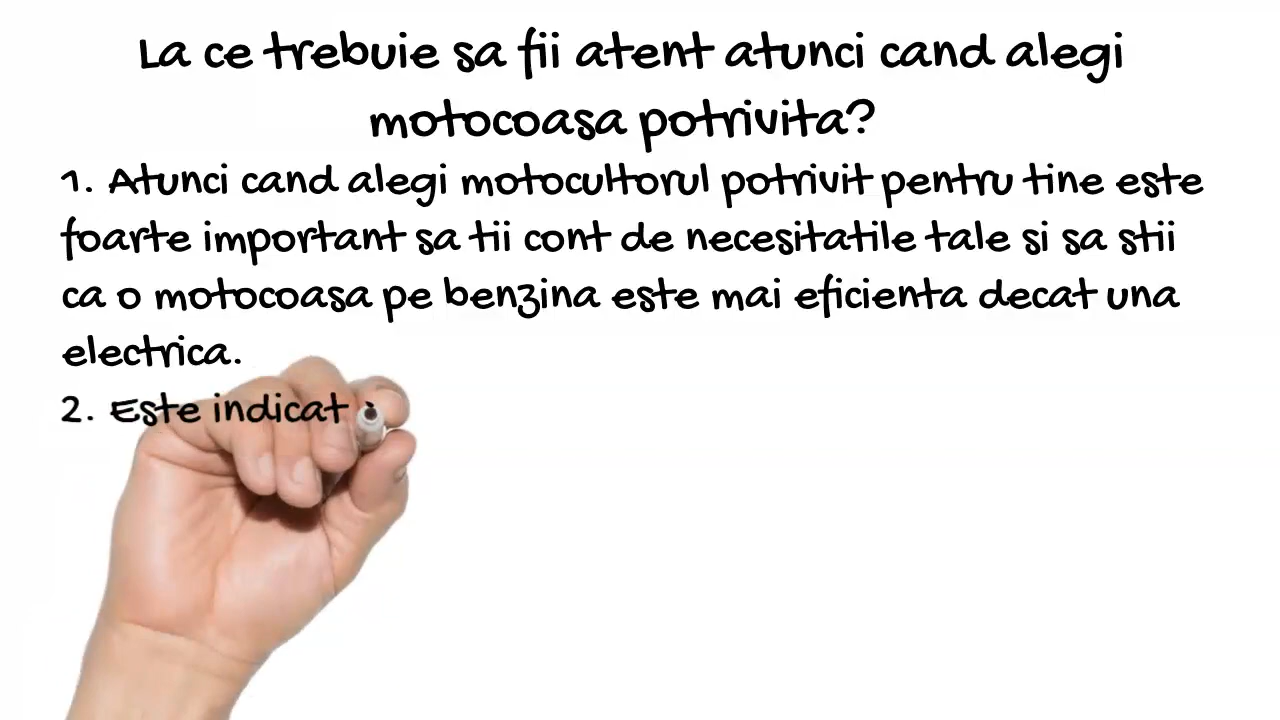 La ce trebuie sa fii atent atunci cand alegi
motocoasa potrivita?
1. Atunci cand alegi motocultorul potrivit pentru tine este
foarte important sa tii cont de necesitatile tale si sa stii
ca o motocoasa pe benzina este mai eficienta decat una
electrica.
2. Este indicat